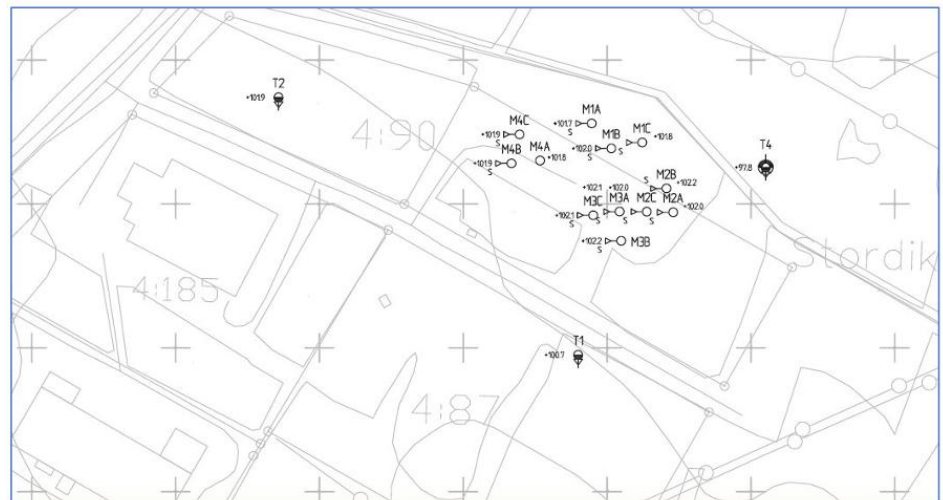 T2
+101.9
4:90
M1A
+101.7
S
M4C
+101.9
S
M1B
+102.0
S
M1C
+101.8
M4A
+101.8
M4B
+101.9
S
T4
+97.8
M2B
S
+102.2
+102.1
+102.0
M3C
M3A
M2C
M2A
+102.1
S
S
S
S
+102.0
+102.2
S
M3B
Stordik
4:185
T1
+100.7
4:87